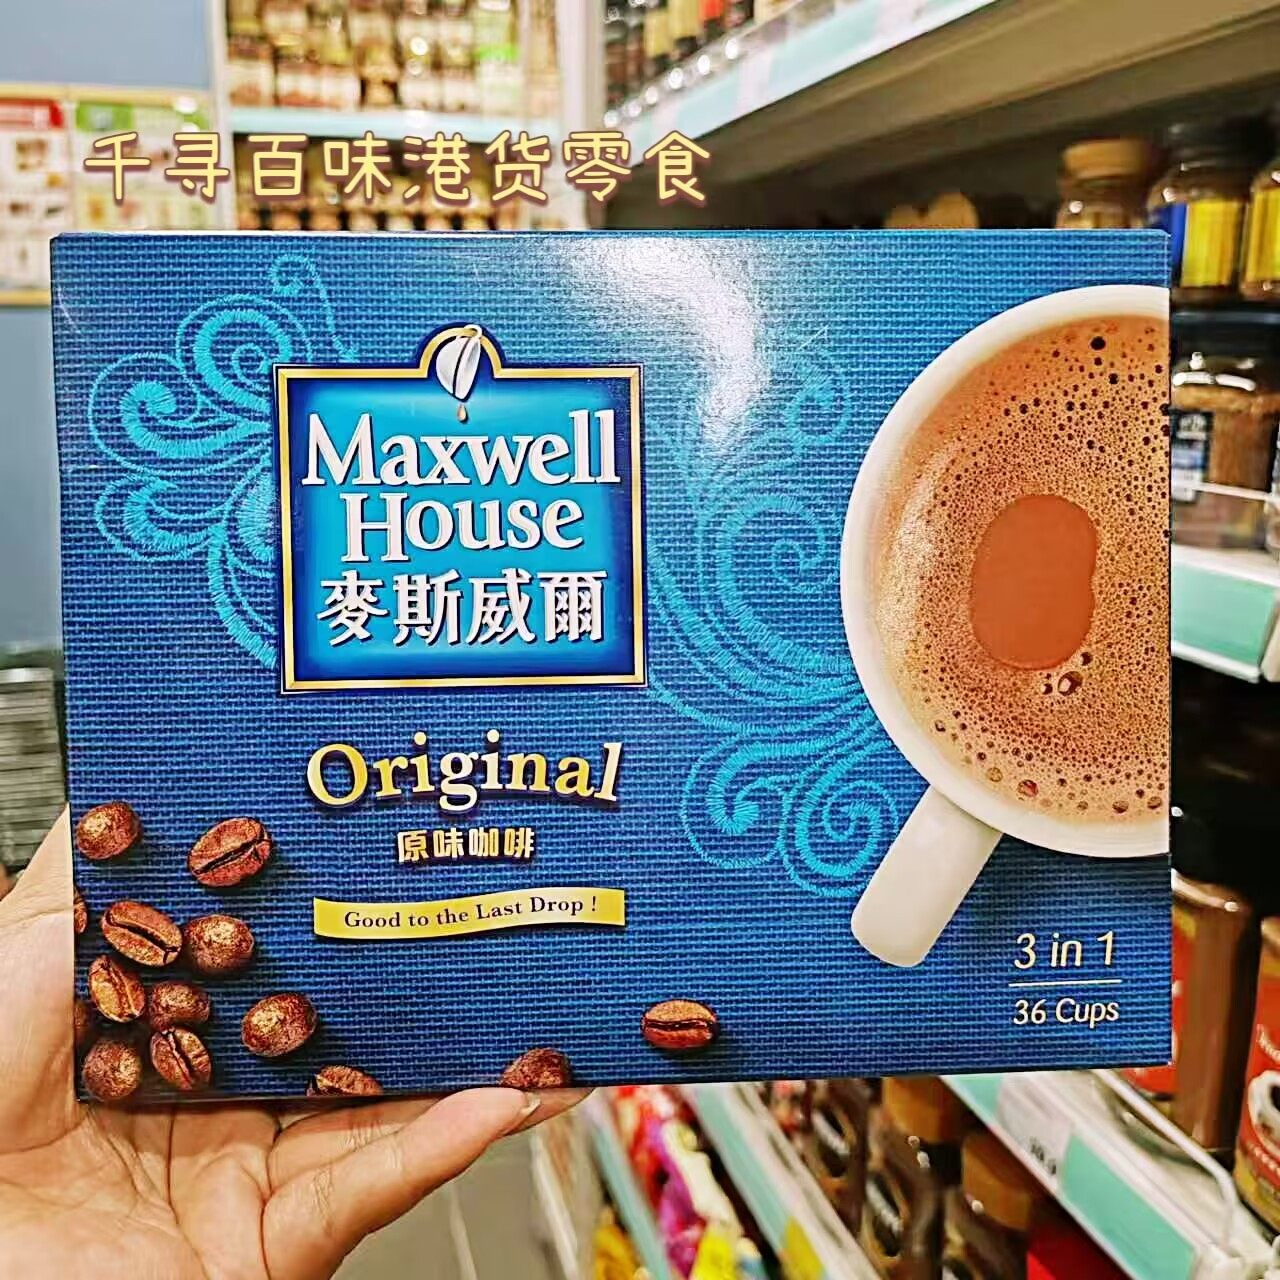 千寻百味港货零食
Maxwell
House
麥斯威爾
Original
原味咖啡
Good to the Last Drop !
3 in 1
36 Cups